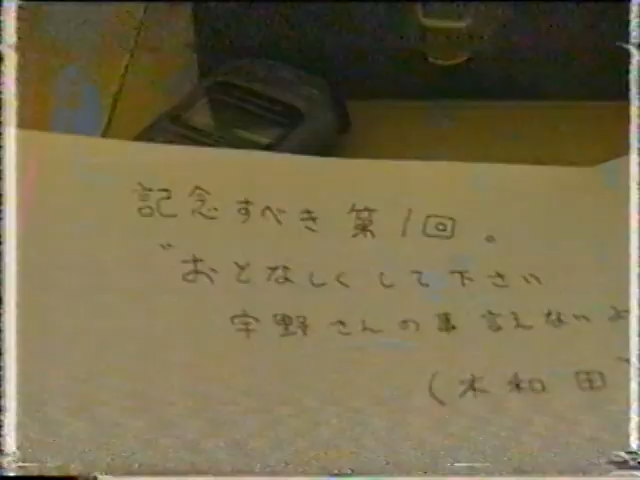 記念すべき 第1回。
"おとなしくして下さい
宇野さんの事言えないよ
(木和田